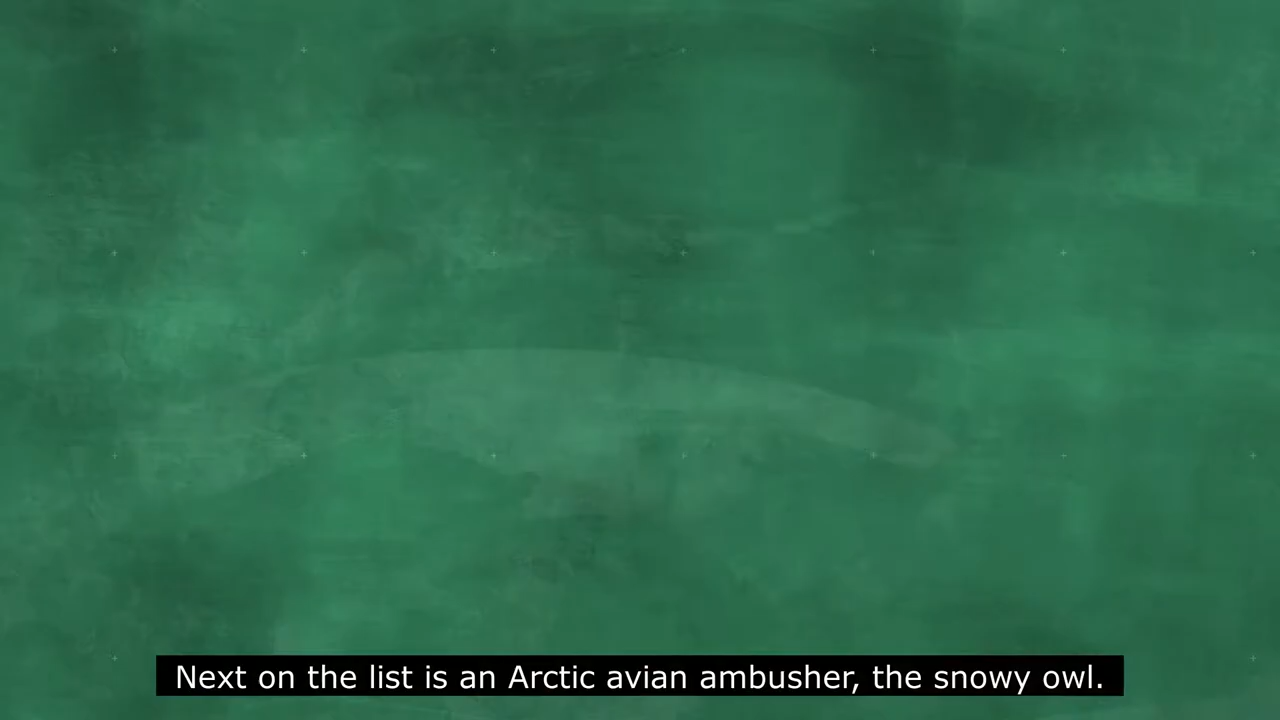 Next on the list is an Arctic avian ambusher, the snowy owl.